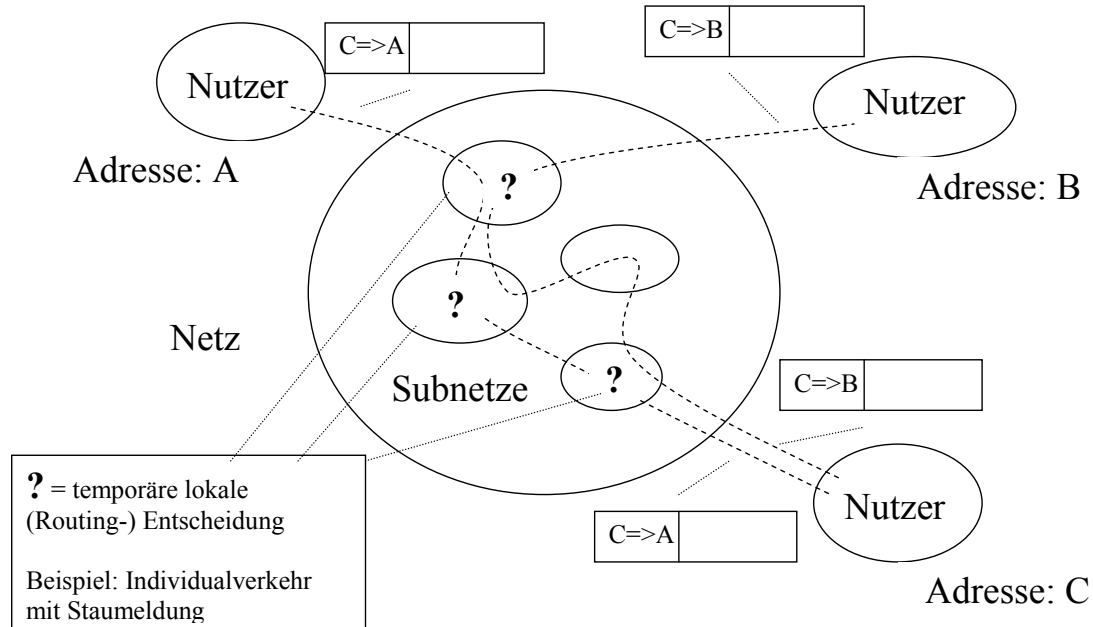 C=>A
C=>B
Nutzer
Nutzer
Adresse: A
Adresse: B
?
?
Netz
Subnetze
?
C=>B
? = temporäre lokale
(Routing-) Entscheidung
Beispiel: Individualverkehr
mit Staumeldung
Nutzer
C=>A
Adresse: C